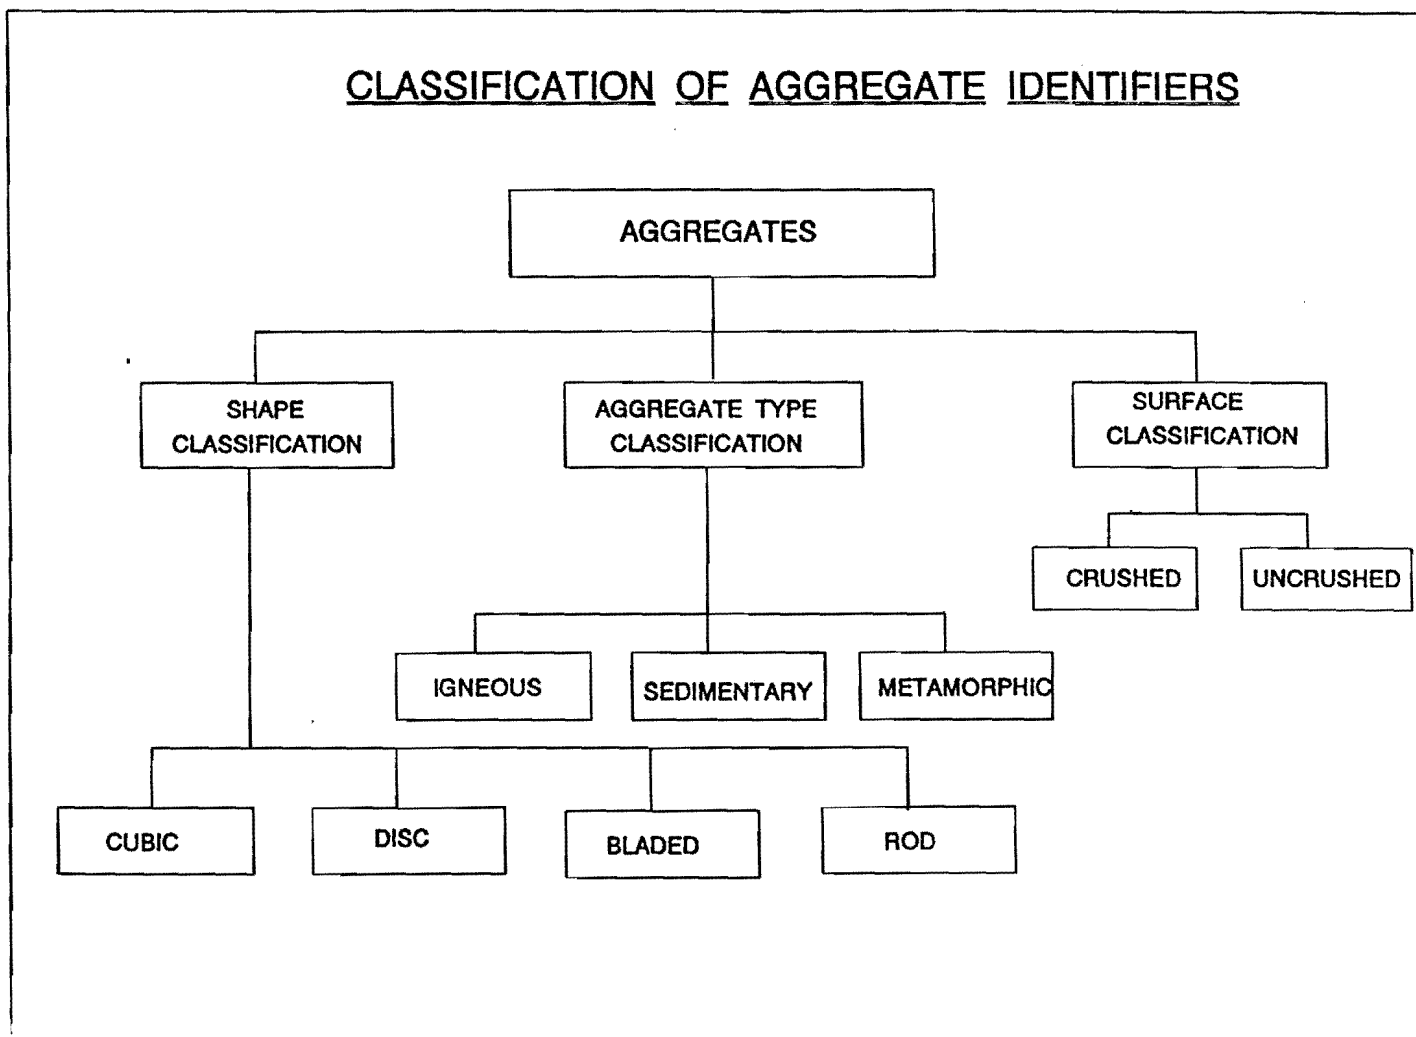 CLASSIFICATION OF AGGREGATE IDENTIFIERS
AGGREGATES
SHAPE
CLASSIFICATION
AGGREGATE TYPE
CLASSIFICATION
SURFACE
CLASSIFICATION
CRUSHED
UNCRUSHED
IGNEOUS
SEDIMENTARY
METAMORPHIC
CUBIC
DISC
BLADED
ROD